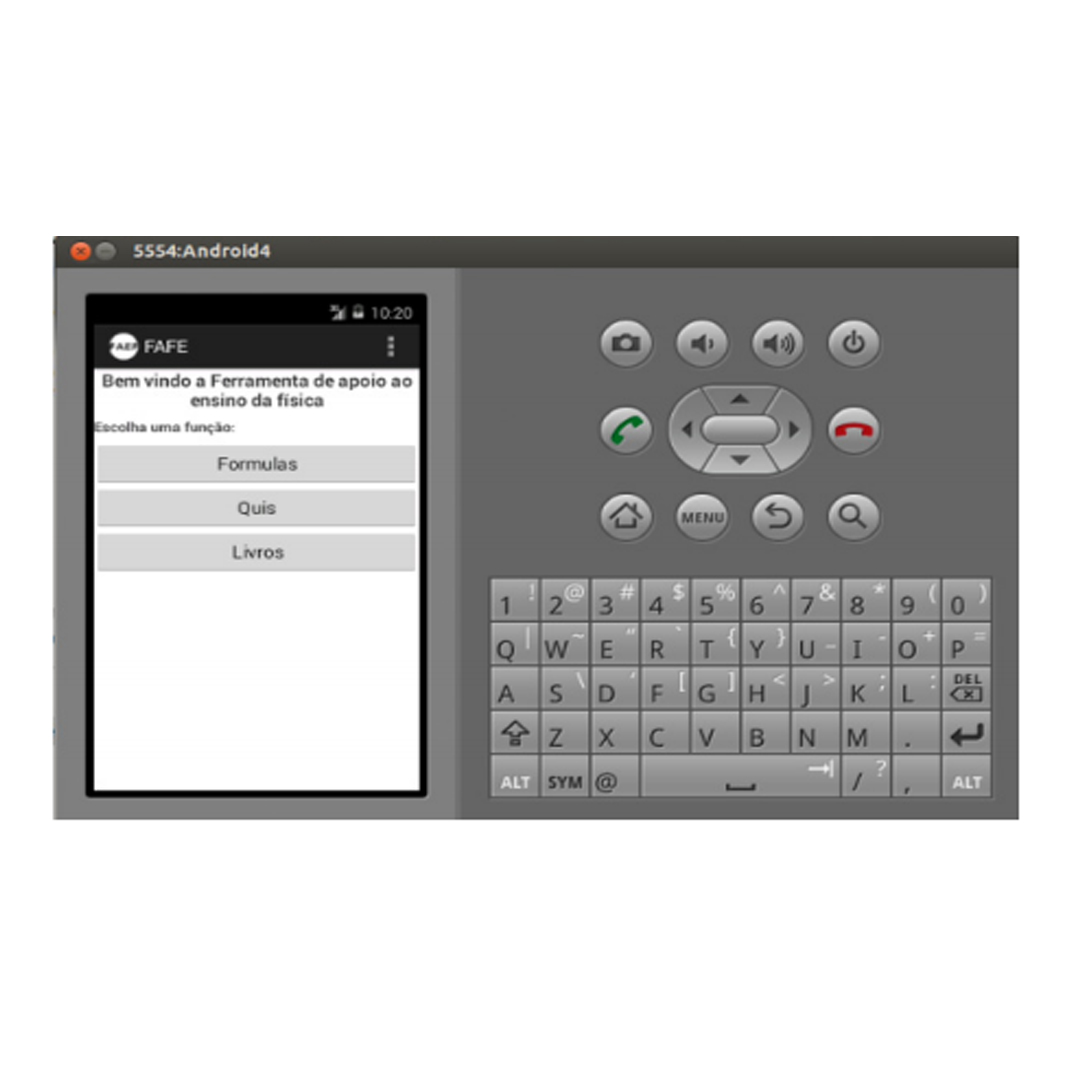 5554:Android4
10:20
FAFE
Bem vindo a Ferramenta de apoio ao
ensino da física
Escolha uma função:
Formulas
Quis
Livros
MENU
1 ! 2 @ 3 # 4 $ 5 % 6 ^ 7 & 8 * 9 ( 0 )
Q | W ~ E " R ` T { Y } U _ I - O + P =
A S \ D ' F [ G ] H < J > K ; L : DEL
Z X C V B N M .
ALT SYM @ / ? , ALT